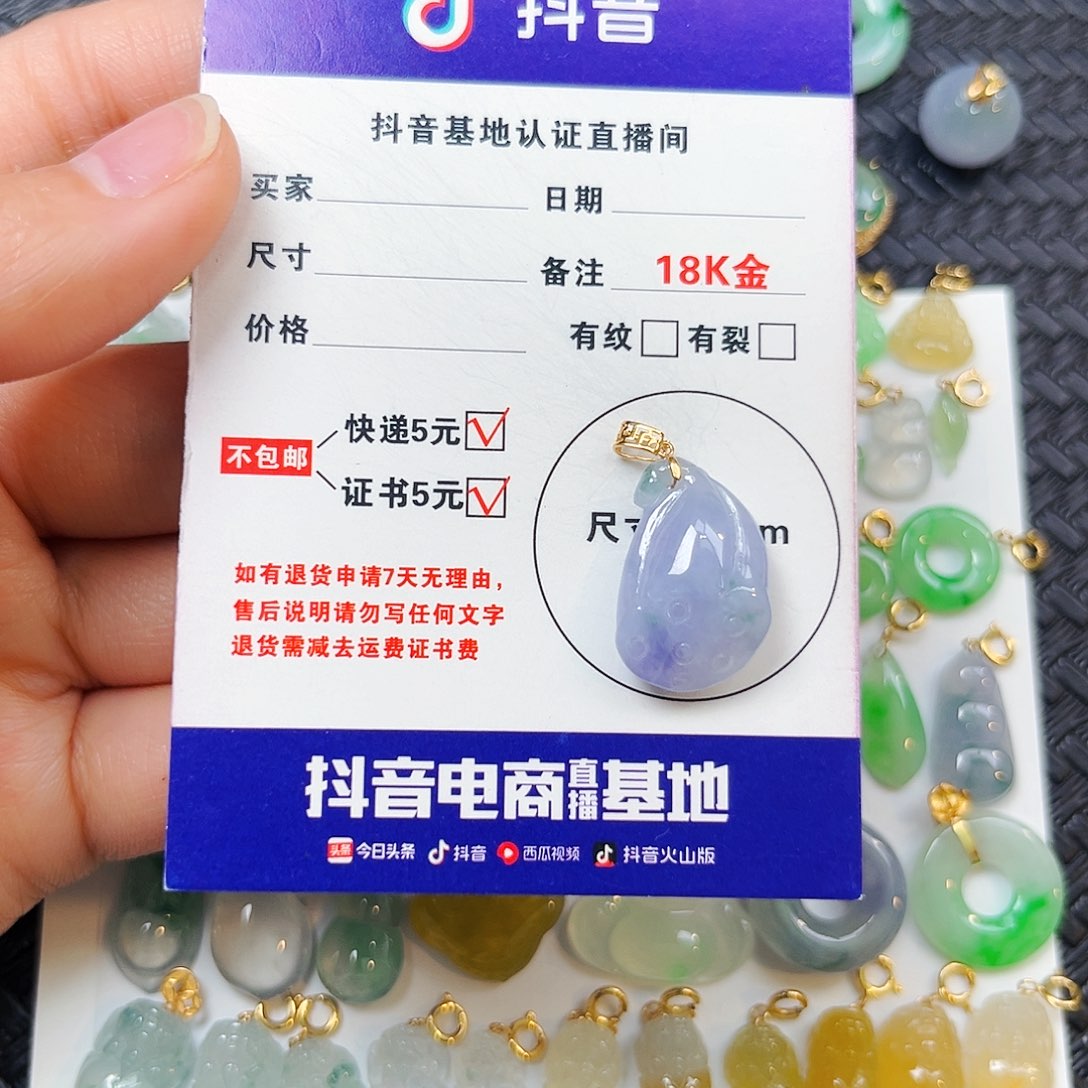 抖音
抖音基地认证直播间
买家 日期
尺寸 备注 18K金
价格 有纹 有裂
不包邮
快递5元
证书5元
尺 m
如有退货申请7天无理由，
售后说明请勿写任何文字
退货需减去运费证书费
抖音电商直播基地
头条 今日头条 抖音 西瓜视频 抖音火山版